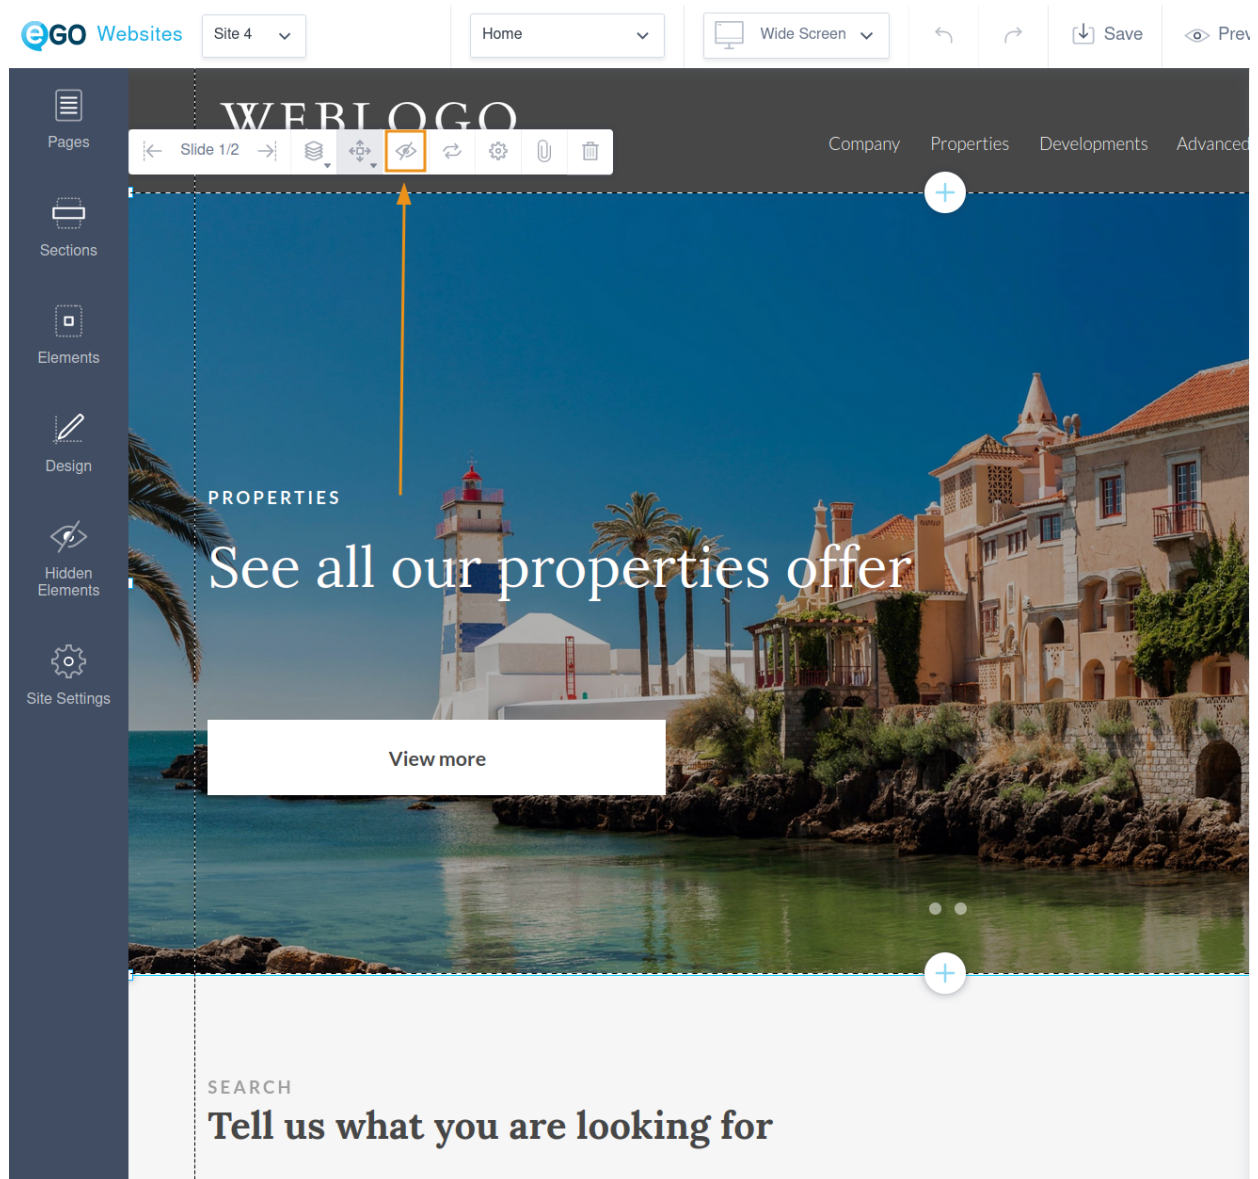 eGO Websites
Site 4
Home
Wide Screen
Save
Prev
Pages
Sections
Elements
Design
Hidden
Elements
Site Settings
WEBLOGO
Company Properties Developments Advanced
Slide 1/2
PROPERTIES
See all our properties offer
View more
SEARCH
Tell us what you are looking for